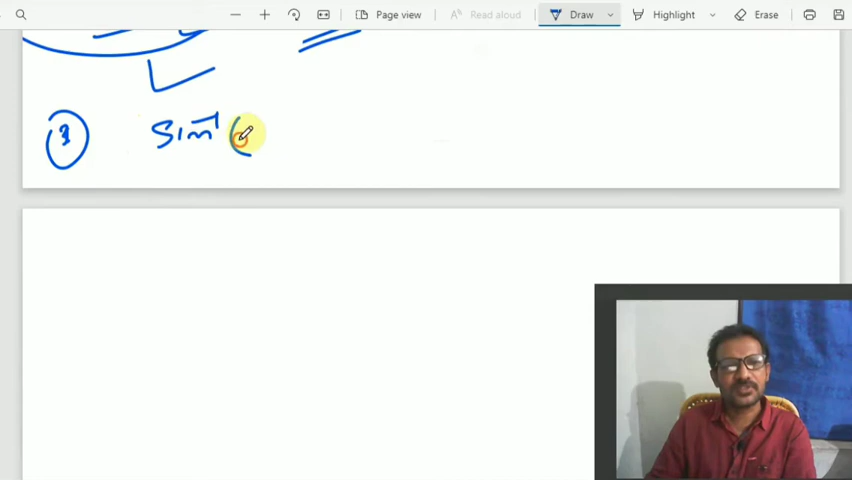 Page view
Read aloud
Draw
Highlight
Erase
3 Sin⁻¹ (